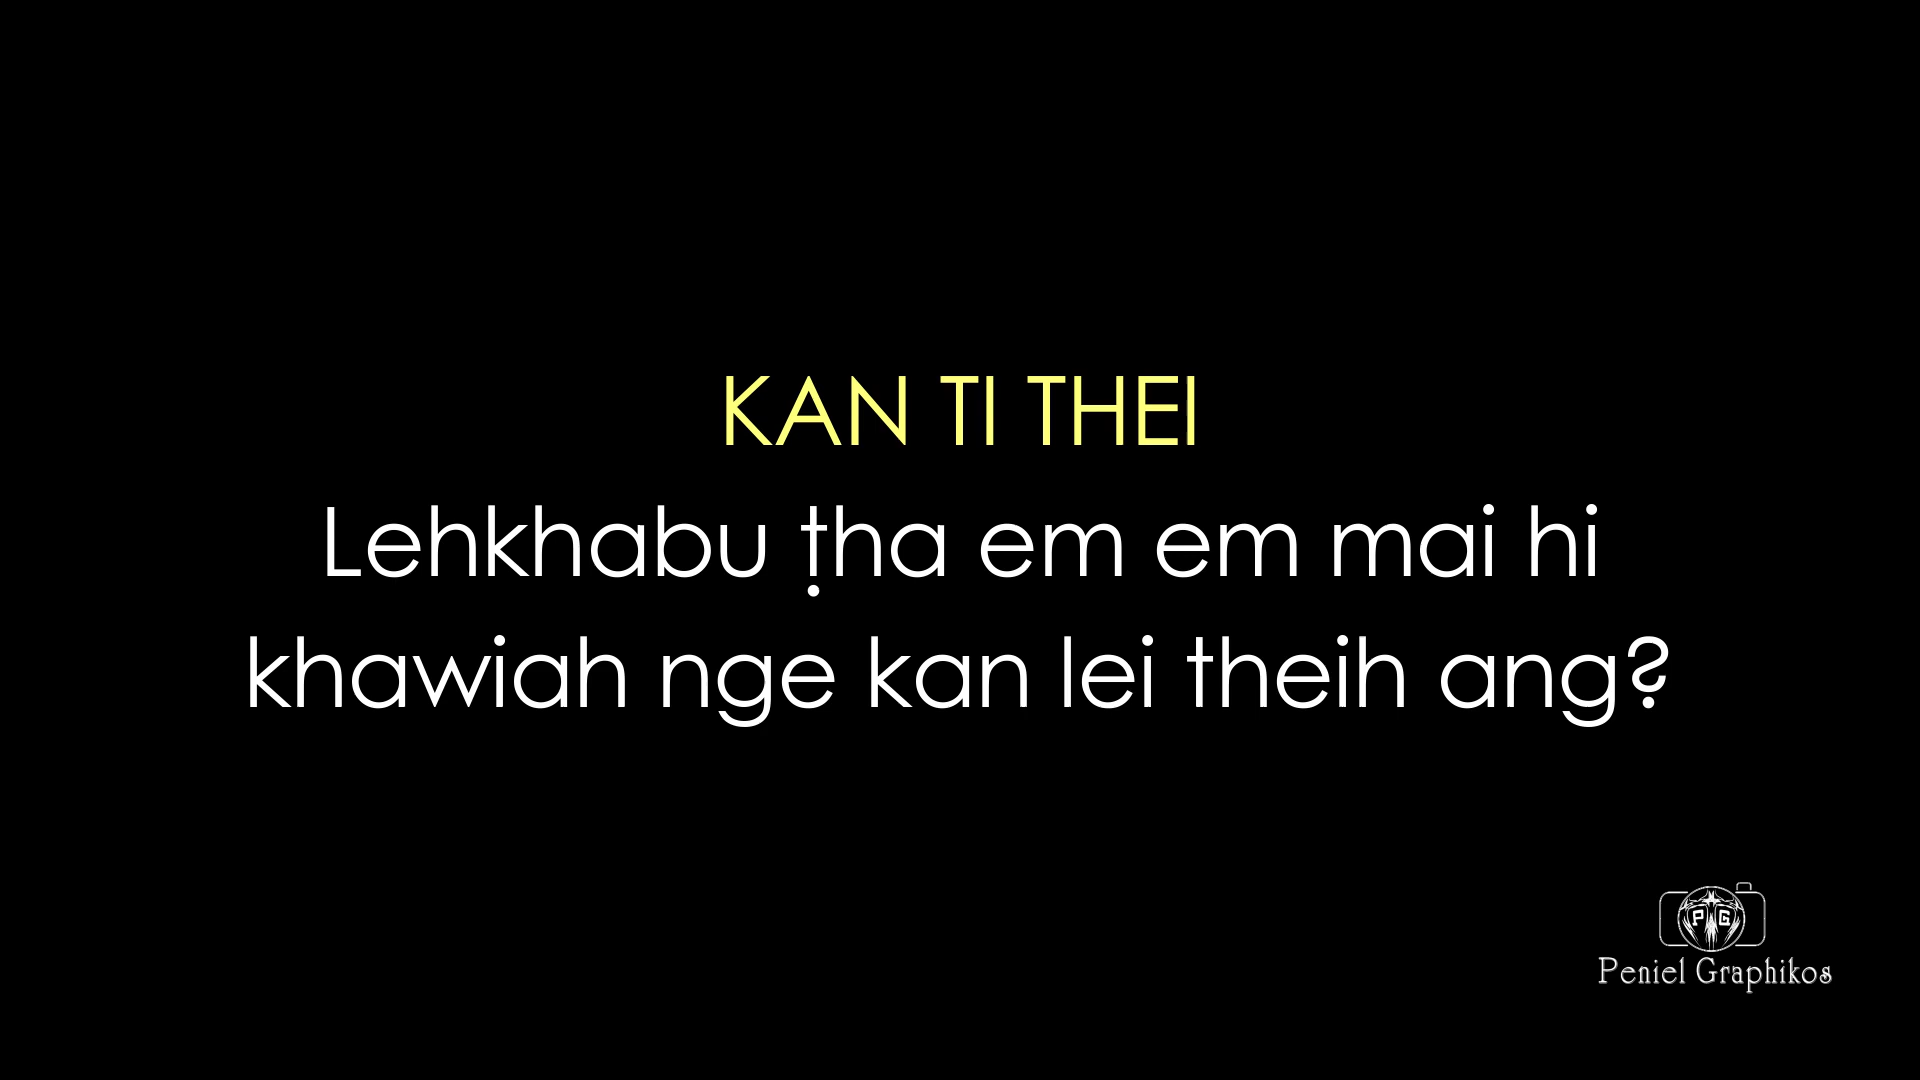 KAN TI THEI
Lehkhabu ṭha em em mai hi
khawiah nge kan lei theih ang?
P G
Peniel Graphikos